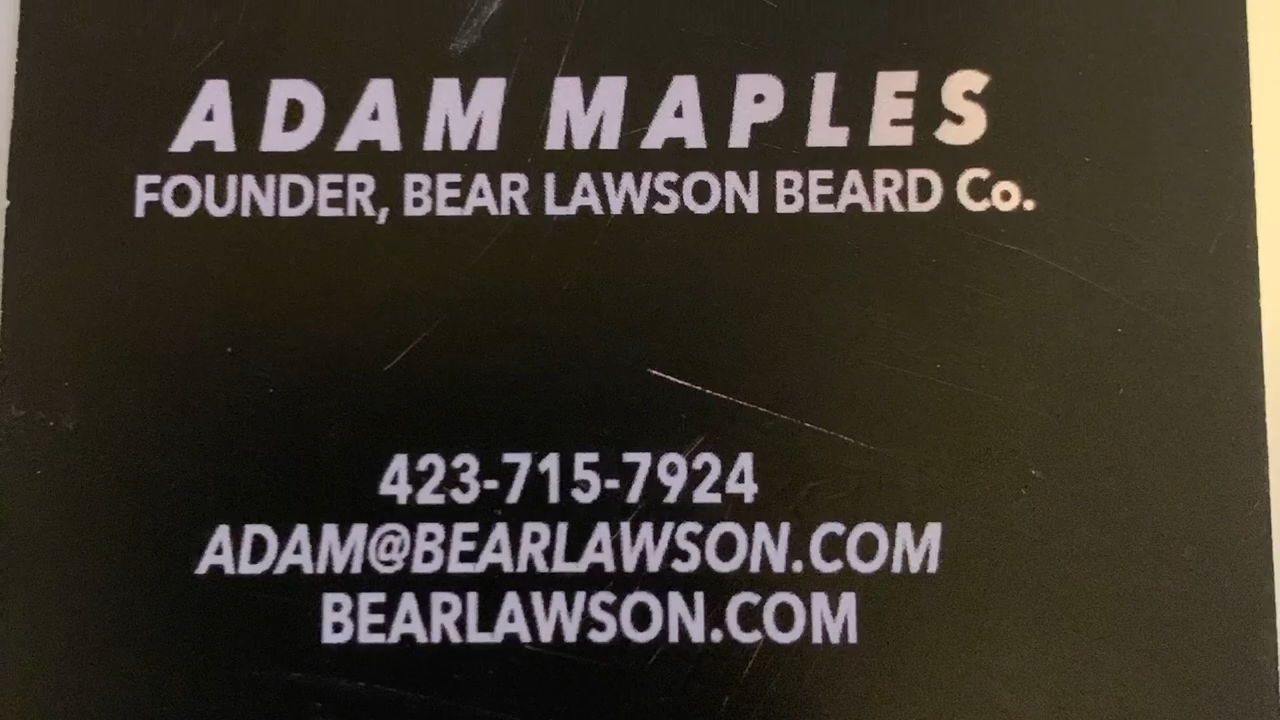 ADAM MAPLES
FOUNDER, BEAR LAWSON BEARD Co.
423-715-7924
ADAM@BEARLAWSON.COM
BEARLAWSON.COM